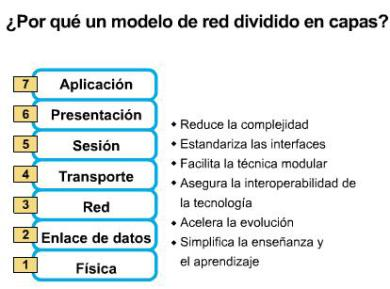 ¿Por qué un modelo de red dividido en capas?
7 Aplicación
6 Presentación
5 Sesión
4 Transporte
3 Red
2 Enlace de datos
1 Física
◆ Reduce la complejidad
◆ Estandariza las interfaces
◆ Facilita la técnica modular
◆ Asegura la interoperabilidad de
la tecnología
◆ Acelera la evolución
◆ Simplifica la enseñanza y
el aprendizaje